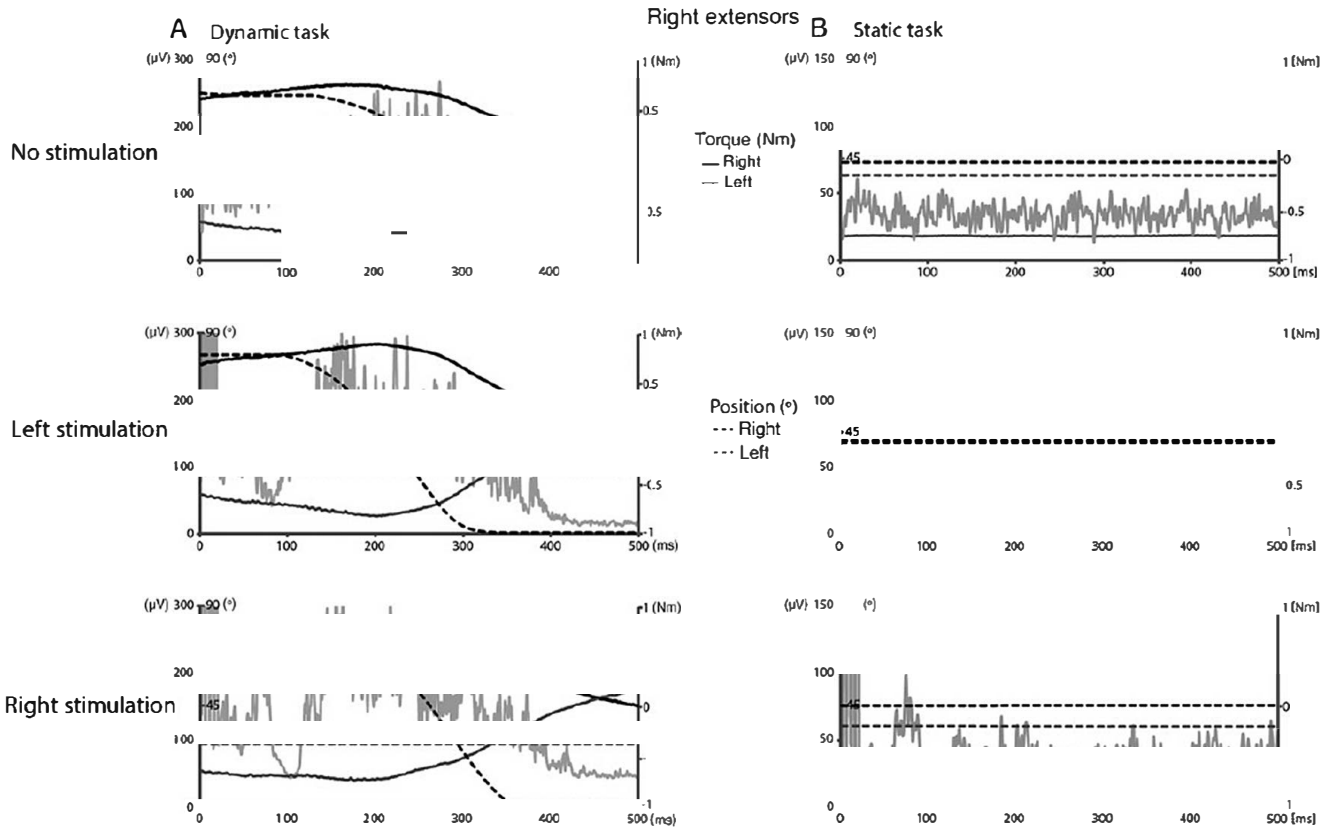 Right extensors
A Dynamic task
B Static task
No stimulation
(µV) 300 90 (°)
1 (Nm)
0.5
200
100
0.5
0
0 100 200 300 400
Torque (Nm)
Right
Left
(µV) 150 90 (°)
1 [Nm)
100
45
0
50
-0.5
0
-1
0 100 200 300 400 500 [ms]
Left stimulation
(µV) 300 90 (°)
1 (Nm)
0.5
200
100
-0.5
0
-1
0 100 200 300 400 500 (ms)
Position (°)
Right
Left
(µV) 150 90 (°)
1 [Nm]
100
45
50
0.5
0
1
0 100 200 300 400 500 [ms]
Right stimulation
(µV) 300 90 (°)
1 (Nm)
200
45
0
100
0
-1
0 100 200 300 400 500 (ms)
(µV) 150 (°)
1 [Nm]
100
45
0
50
0
-1
0 100 200 300 400 500 [ms]